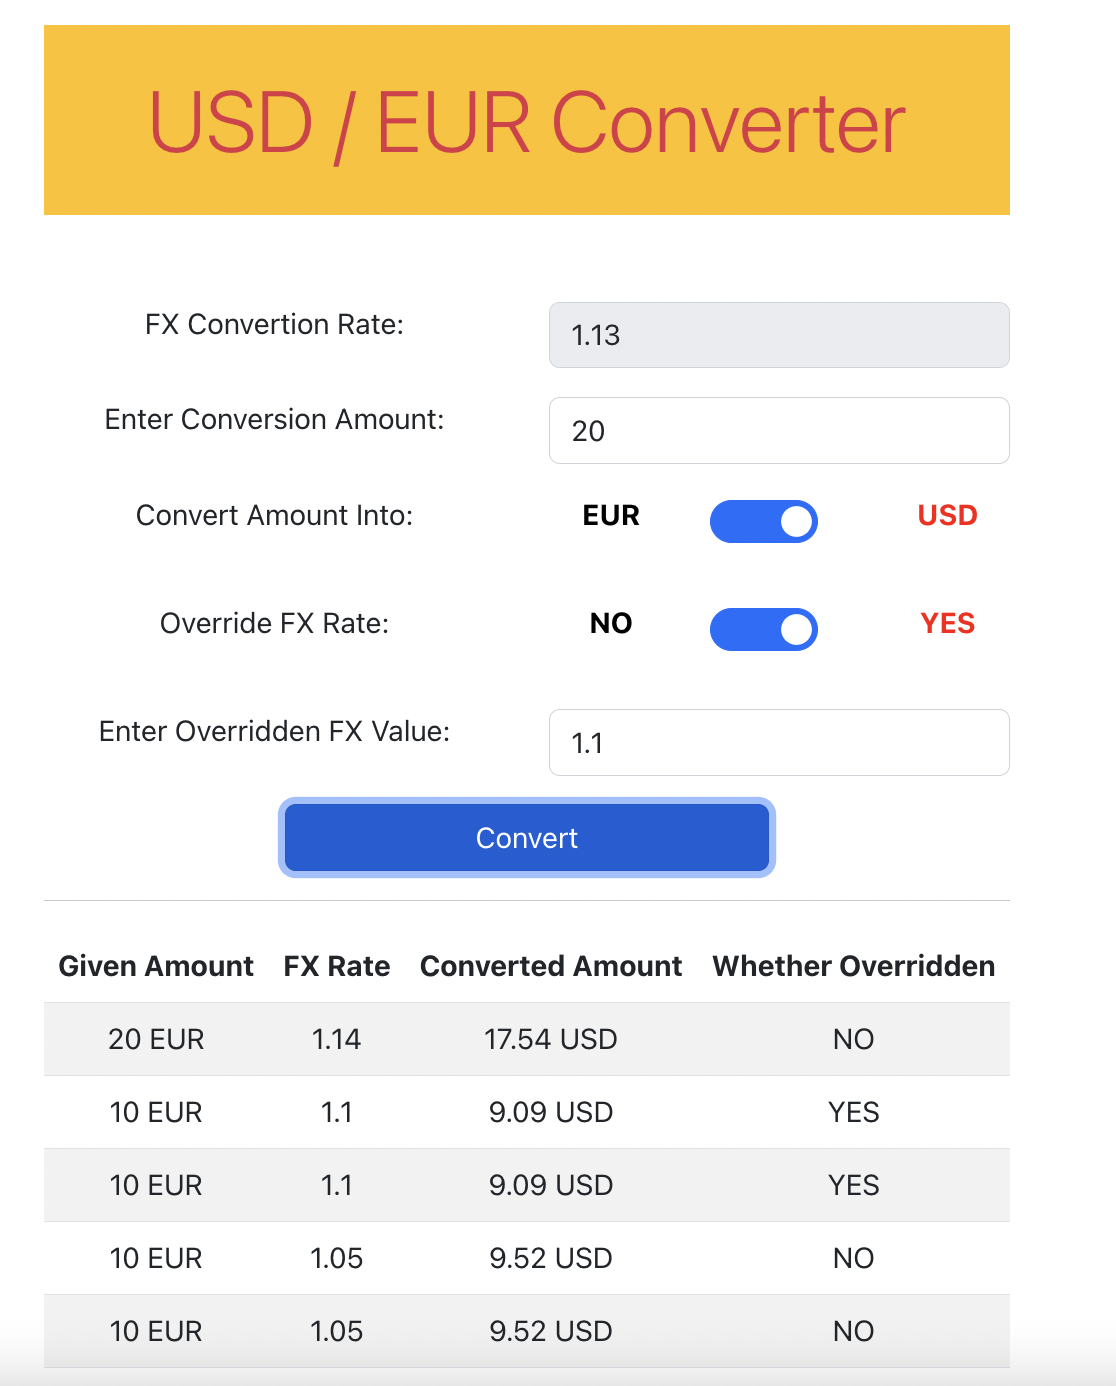 USD / EUR Converter
FX Convertion Rate: 1.13
Enter Conversion Amount: 20
Convert Amount Into: EUR USD
Override FX Rate: NO YES
Enter Overridden FX Value: 1.1
Convert
Given Amount FX Rate Converted Amount Whether Overridden
20 EUR 1.14 17.54 USD NO
10 EUR 1.1 9.09 USD YES
10 EUR 1.1 9.09 USD YES
10 EUR 1.05 9.52 USD NO
10 EUR 1.05 9.52 USD NO